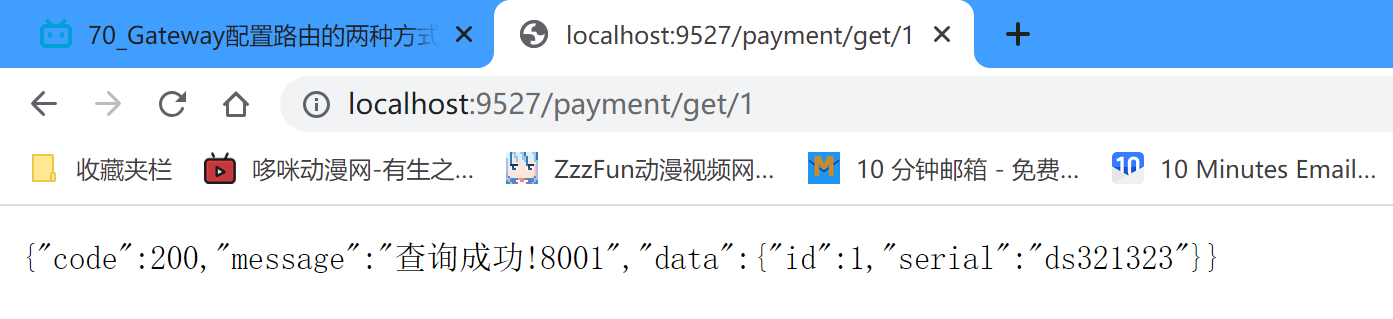 70_Gateway配置路由的两种方式
localhost:9527/payment/get/1
localhost:9527/payment/get/1
收藏夹栏
哆咪动漫网-有生之...
ZzzFun动漫视频网...
10 分钟邮箱 - 免费...
10 Minutes Email...
{"code":200,"message":"查询成功!8001","data":{"id":1,"serial":"ds321323"}}